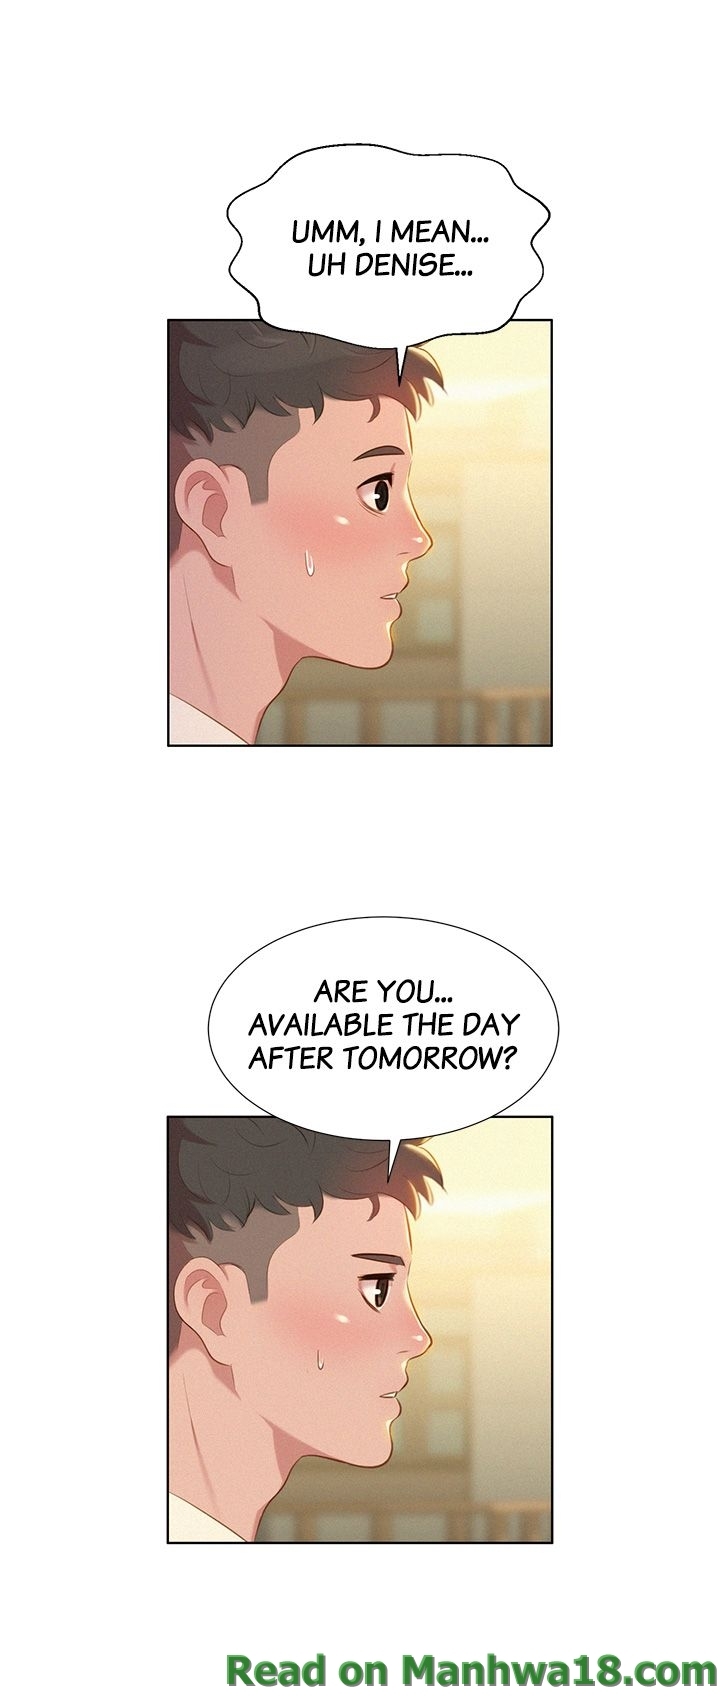 UMM, I MEAN...
UH DENISE...
ARE YOU...
AVAILABLE THE DAY
AFTER TOMORROW?
Read on Manhwa18.com